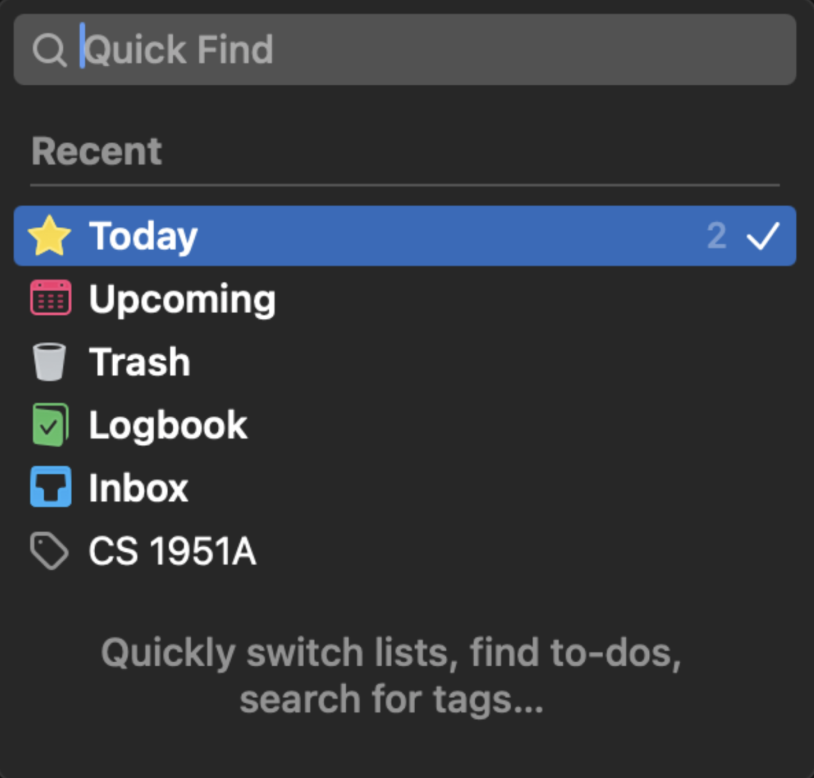 Quick Find
Recent
Today 2
Upcoming
Trash
Logbook
Inbox
CS 1951A
Quickly switch lists, find to-dos,
search for tags...